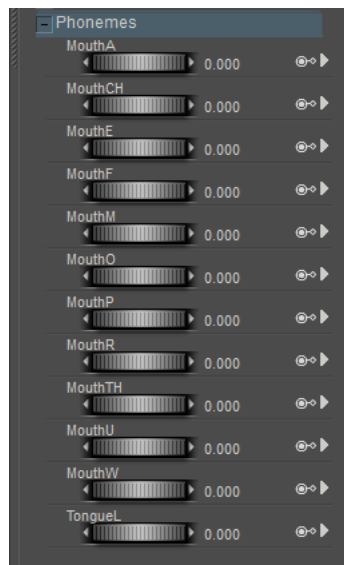 Phonemes
MouthA
0.000
MouthCH
0.000
MouthE
0.000
MouthF
0.000
MouthM
0.000
MouthO
0.000
MouthP
0.000
MouthR
0.000
MouthTH
0.000
MouthU
0.000
MouthW
0.000
TongueL
0.000